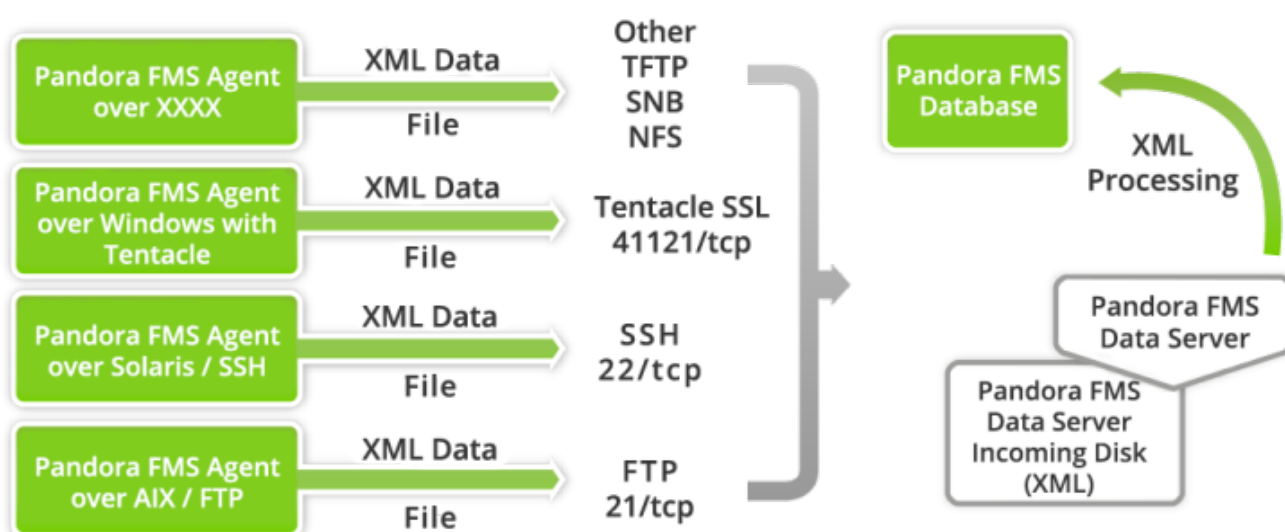 Pandora FMS Agent
over XXXX
XML Data
File
Other
TFTP
SNB
NFS
Pandora FMS Agent
over Windows with
Tentacle
XML Data
File
Tentacle SSL
41121/tcp
Pandora FMS Agent
over Solaris / SSH
XML Data
File
SSH
22/tcp
Pandora FMS Agent
over AIX / FTP
XML Data
File
FTP
21/tcp
Pandora FMS
Database
XML
Processing
Pandora FMS
Data Server
Pandora FMS
Data Server
Incoming Disk
(XML)